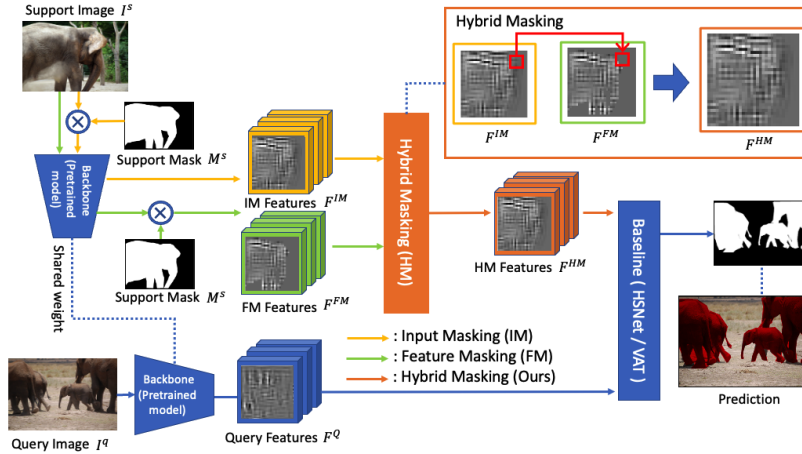 Support Image I^s
Hybrid Masking
F^IM
F^FM
F^HM
Support Mask M^s
Backbone
(Pretrained
model)
IM Features F^IM
Hybrid Masking (HM)
Support Mask M^s
FM Features F^FM
HM Features F^HM
Baseline ( HSNet / VAT )
Shared weight
: Input Masking (IM)
: Feature Masking (FM)
: Hybrid Masking (Ours)
Backbone
(Pretrained model)
Prediction
Query Image I^q
Query Features F^Q